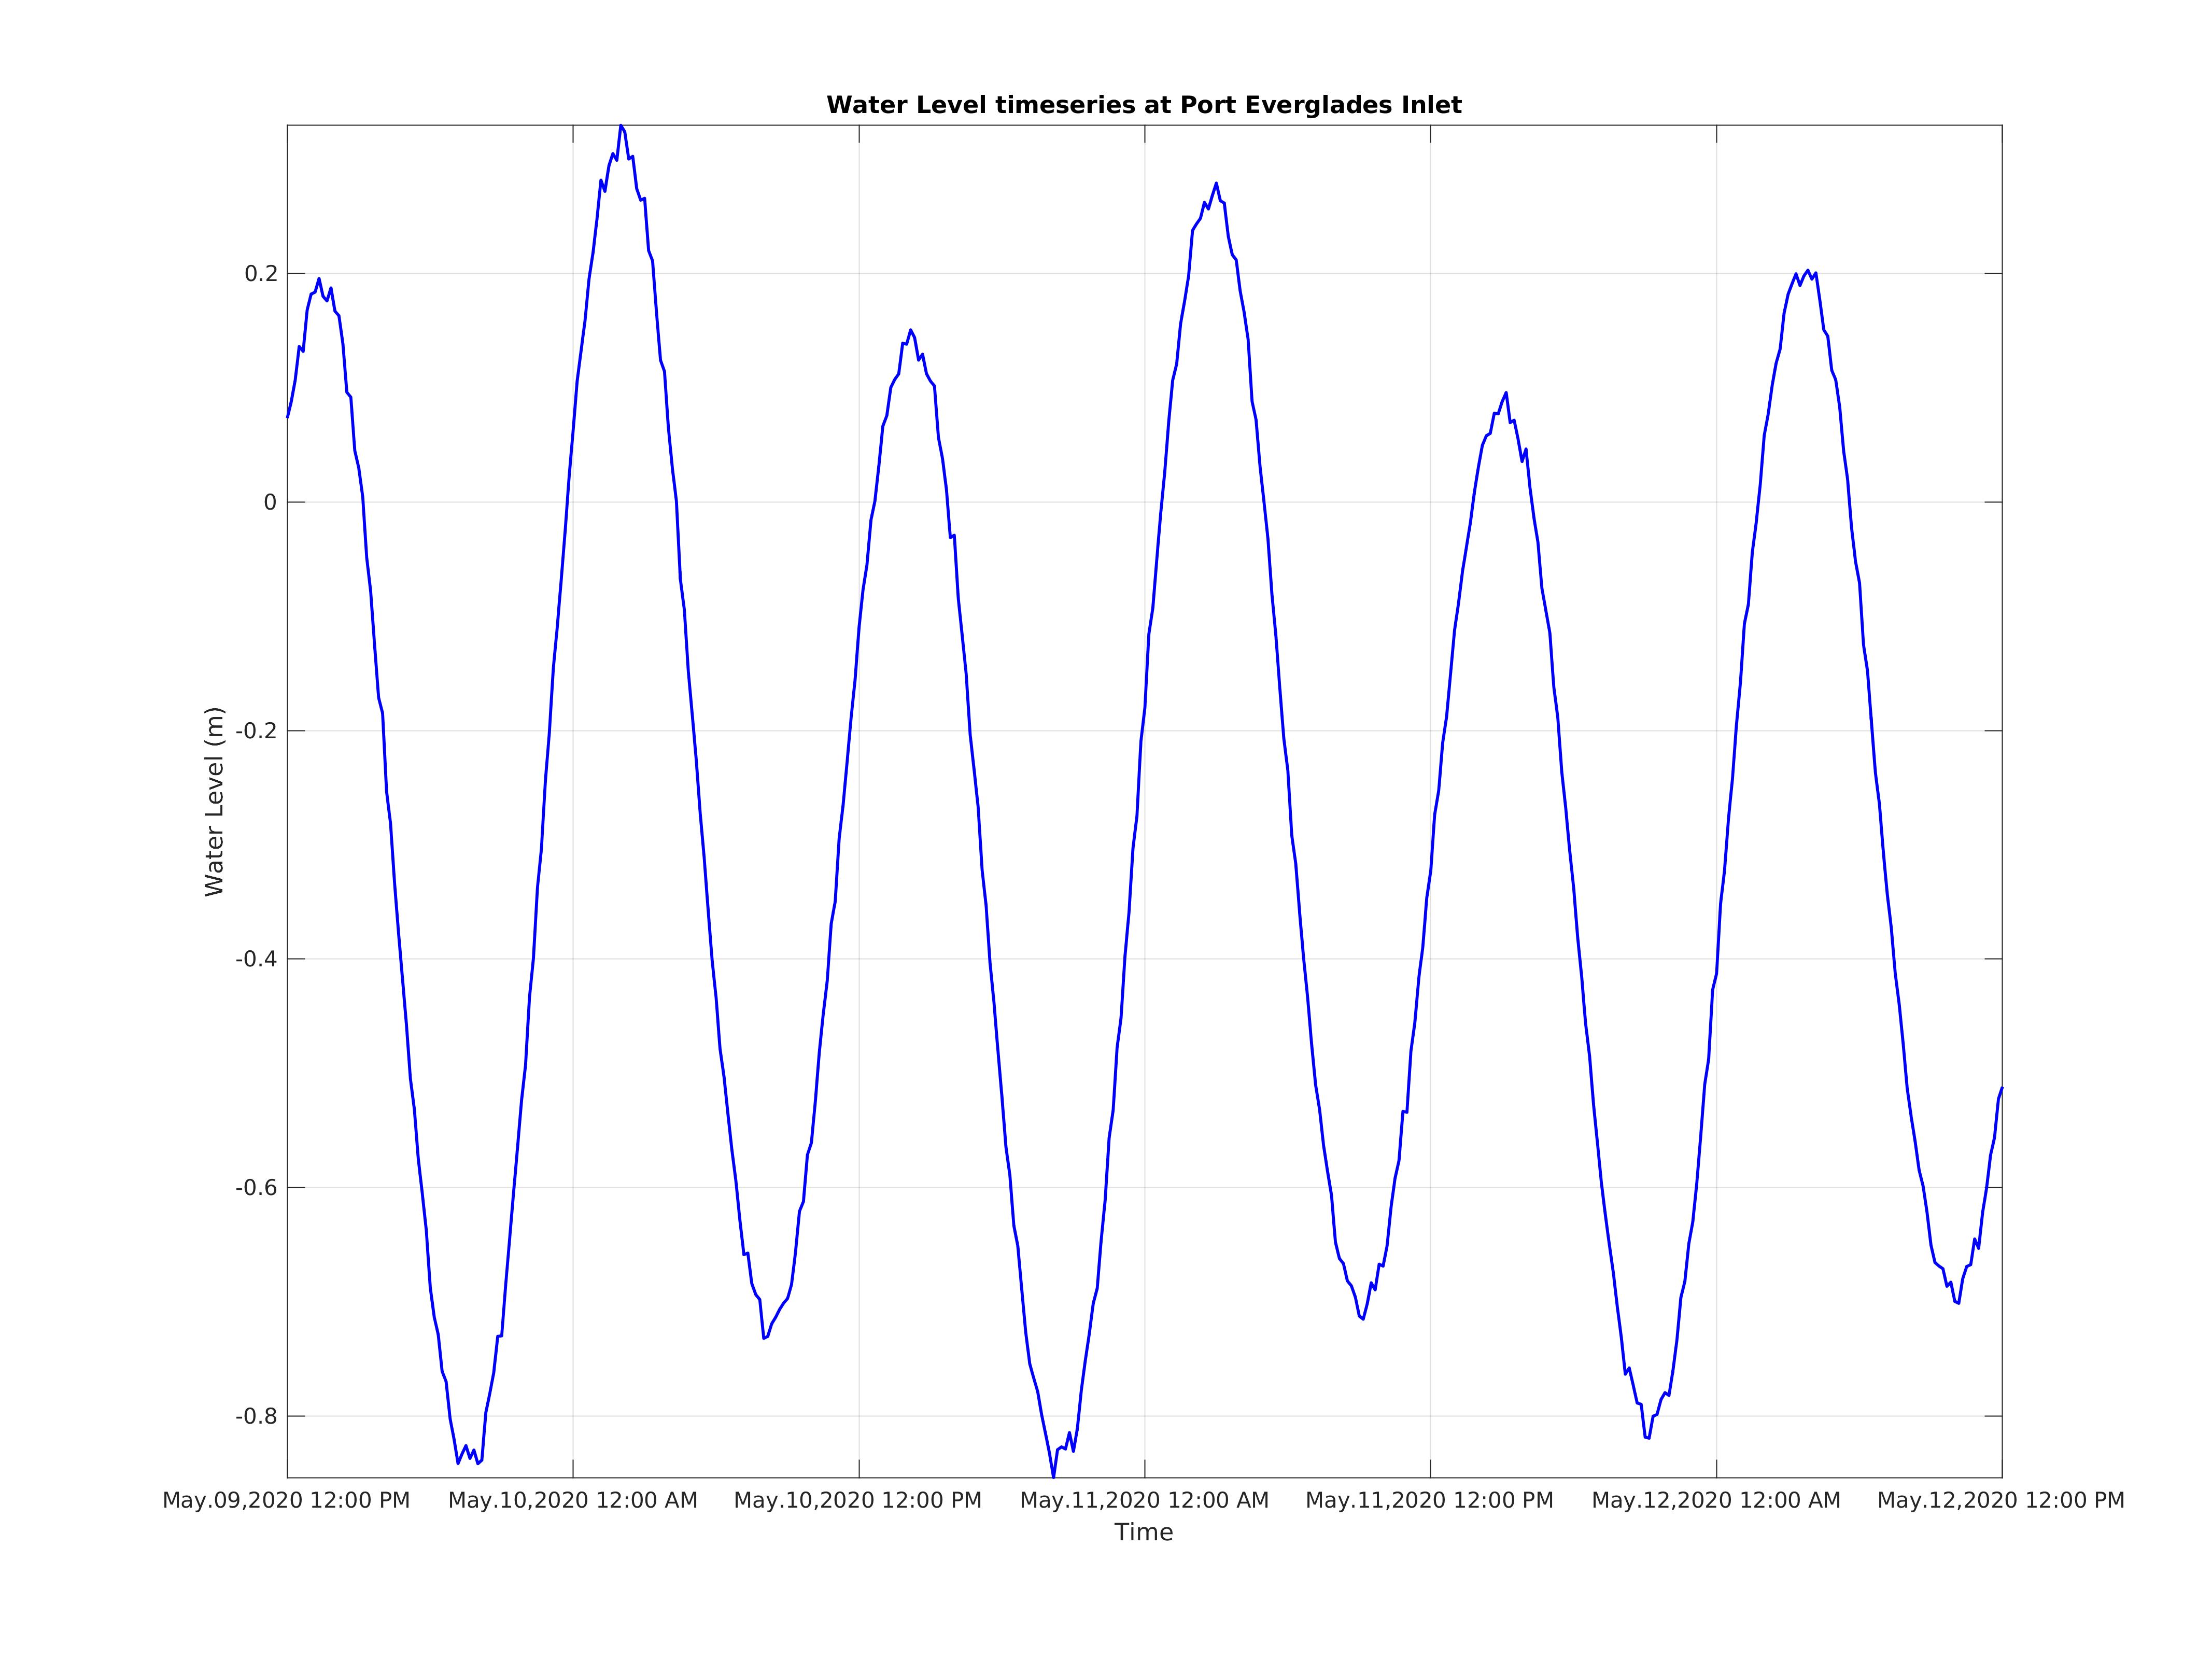 Water Level timeseries at Port Everglades Inlet
0.2
0
-0.2
-0.4
-0.6
-0.8
Water Level (m)
May.09,2020 12:00 PM
May.10,2020 12:00 AM
May.10,2020 12:00 PM
May.11,2020 12:00 AM
May.11,2020 12:00 PM
May.12,2020 12:00 AM
May.12,2020 12:00 PM
Time